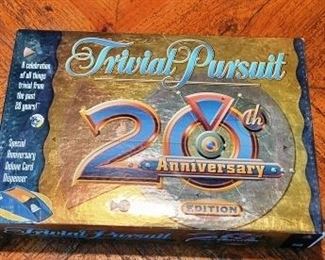 Trivial Pursuit
A celebration
of all things
trivial from
the past
20 years!
20th
Anniversary
EDITION
Special
Anniversary
Deluxe Card
Dispenser
Trivial Pursuit